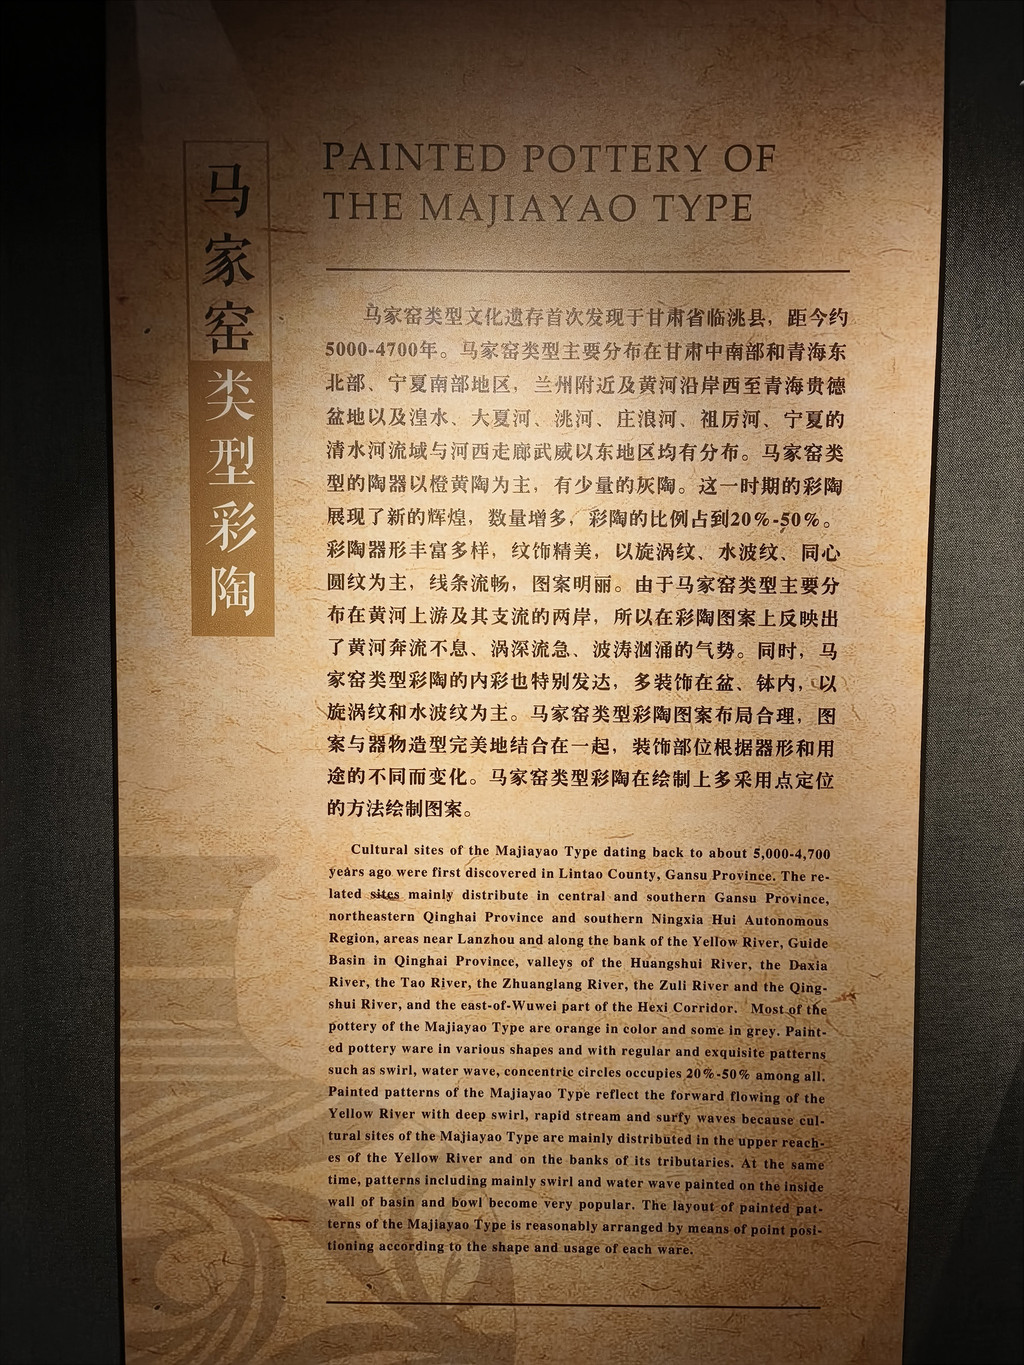 马家窑类型彩陶
PAINTED POTTERY OF
THE MAJIAYAO TYPE
马家窑类型文化遗存首次发现于甘肃省临洮县，距今约
5000-4700年。马家窑类型主要分布在甘肃中南部和青海东
北部、宁夏南部地区，兰州附近及黄河沿岸西至青海贵德
盆地以及湟水、大夏河、洮河、庄浪河、祖厉河、宁夏的
清水河流域与河西走廊武威以东地区均有分布。马家窑类
型的陶器以橙黄陶为主，有少量的灰陶。这一时期的彩陶
展现了新的辉煌，数量增多，彩陶的比例占到20%-50%。
彩陶器形丰富多样，纹饰精美，以旋涡纹、水波纹、同心
圆纹为主，线条流畅，图案明丽。由于马家窑类型主要分
布在黄河上游及其支流的两岸，所以在彩陶图案上反映出
了黄河奔流不息、涡深流急、波涛汹涌的气势。同时，马
家窑类型彩陶的内彩也特别发达，多装饰在盆、钵内，以
旋涡纹和水波纹为主。马家窑类型彩陶图案布局合理，图
案与器物造型完美地结合在一起，装饰部位根据器形和用
途的不同而变化。马家窑类型彩陶在绘制上多采用点定位
的方法绘制图案。
Cultural sites of the Majiayao Type dating back to about 5,000-4,700
years ago were first discovered in Lintao County, Gansu Province. The re-
lated sites mainly distribute in central and southern Gansu Province,
northeastern Qinghai Province and southern Ningxia Hui Autonomous
Region, areas near Lanzhou and along the bank of the Yellow River, Guide
Basin in Qinghai Province, valleys of the Huangshui River, the Daxia
River, the Tao River, the Zhuanglang River, the Zuli River and the Qing-
shui River, and the east-of-Wuwei part of the Hexi Corridor. Most of the
pottery of the Majiayao Type are orange in color and some in grey. Paint-
ed pottery ware in various shapes and with regular and exquisite patterns
such as swirl, water wave, concentric circles occupies 20%-50% among all.
Painted patterns of the Majiayao Type reflect the forward flowing of the
Yellow River with deep swirl, rapid stream and surfy waves because cul-
tural sites of the Majiayao Type are mainly distributed in the upper reach-
es of the Yellow River and on the banks of its tributaries. At the same
time, patterns including mainly swirl and water wave painted on the inside
wall of basin and bowl become very popular. The layout of painted pat-
terns of the Majiayao Type is reasonably arranged by means of point posi-
tioning according to the shape and usage of each ware.